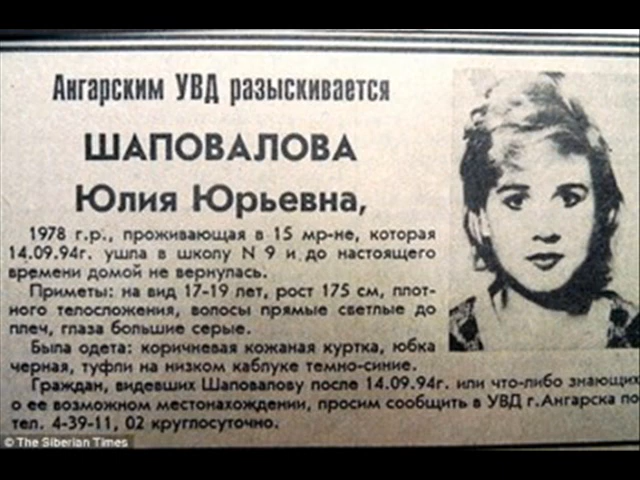 Ангарским УВД разыскивается
ШАПОВАЛОВА
Юлия Юрьевна,
1978 г.р., проживающая в 15 мр-не, которая
14.09.94г. ушла в школу N 9 и до настоящего
времени домой не вернулась.
Приметы: на вид 17-19 лет, рост 175 см, плот-
ного телосложения, волосы прямые светлые до
плеч, глаза большие серые.
Была одета: коричневая кожаная куртка, юбка
черная, туфли на низком каблуке темно-синие.
Граждан, видевших Шаповалову после 14.09.94г. или что-либо знающих
о ее возможном местонахождении, просим сообщить в УВД г.Ангарска по
тел. 4-39-11, 02 круглосуточно.
© The Siberian Times